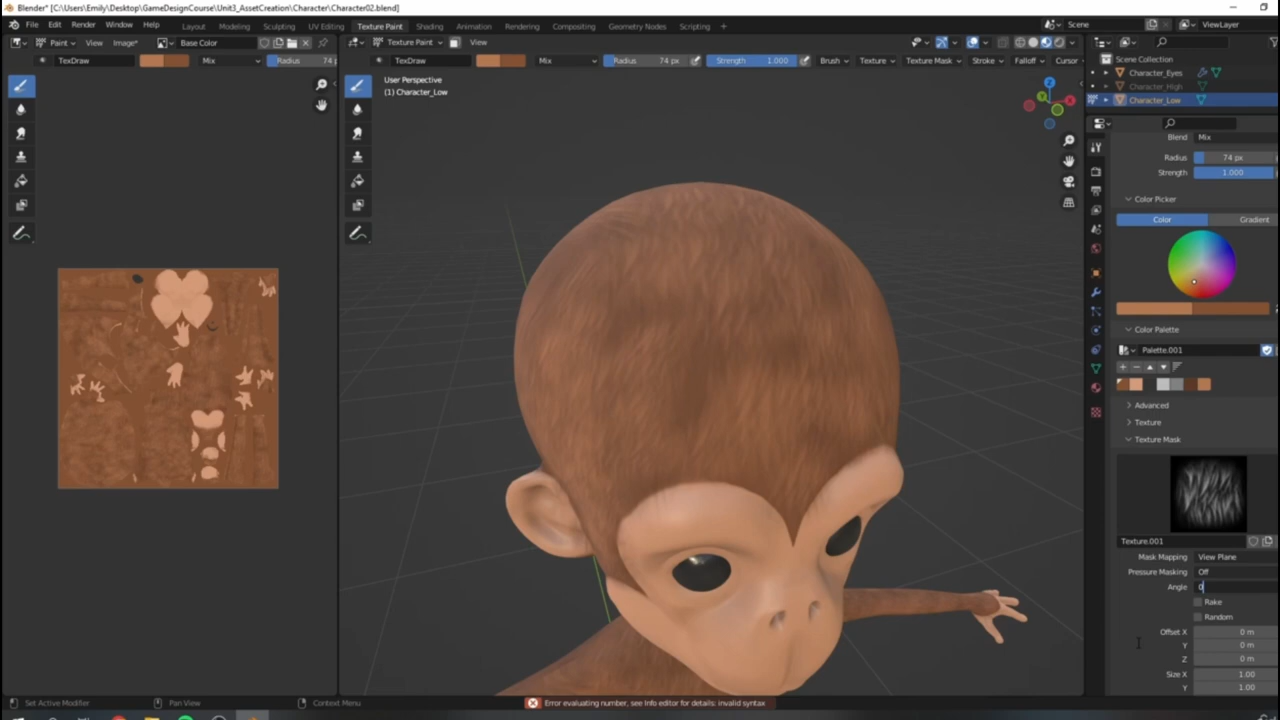 Blender* [C:\Users\Emily\Desktop\GameDesignCourse\Unit3_AssetCreation\Character\Character02.blend]
File Edit Render Window Help Layout Modeling Sculpting UV Editing Texture Paint Shading Animation Rendering Compositing Geometry Nodes Scripting + Scene ViewLayer
Paint View Image* Base Color Texture Paint View
TexDraw Mix Radius 74 p TexDraw Mix Radius 74 px Strength 1.000 Brush Texture Texture Mask Stroke Falloff Cursor
Scene Collection
Character_Eyes
Character_High
Character_Low
User Perspective
(1) Character_Low
Z
Y
X
Blend Mix
Radius 74 px
Strength 1.000
Color Picker
Color Gradient
Color Palette
Palette.001
Advanced
Texture
Texture Mask
Texture.001
Mask Mapping View Plane
Pressure Masking Off
Angle 0
Rake
Random
Offset X 0 m
Y 0 m
Z 0 m
Size X 1.00
Y 1.00
Set Active Modifier Pan View Context Menu Error evaluating number, see Info editor for details: invalid syntax